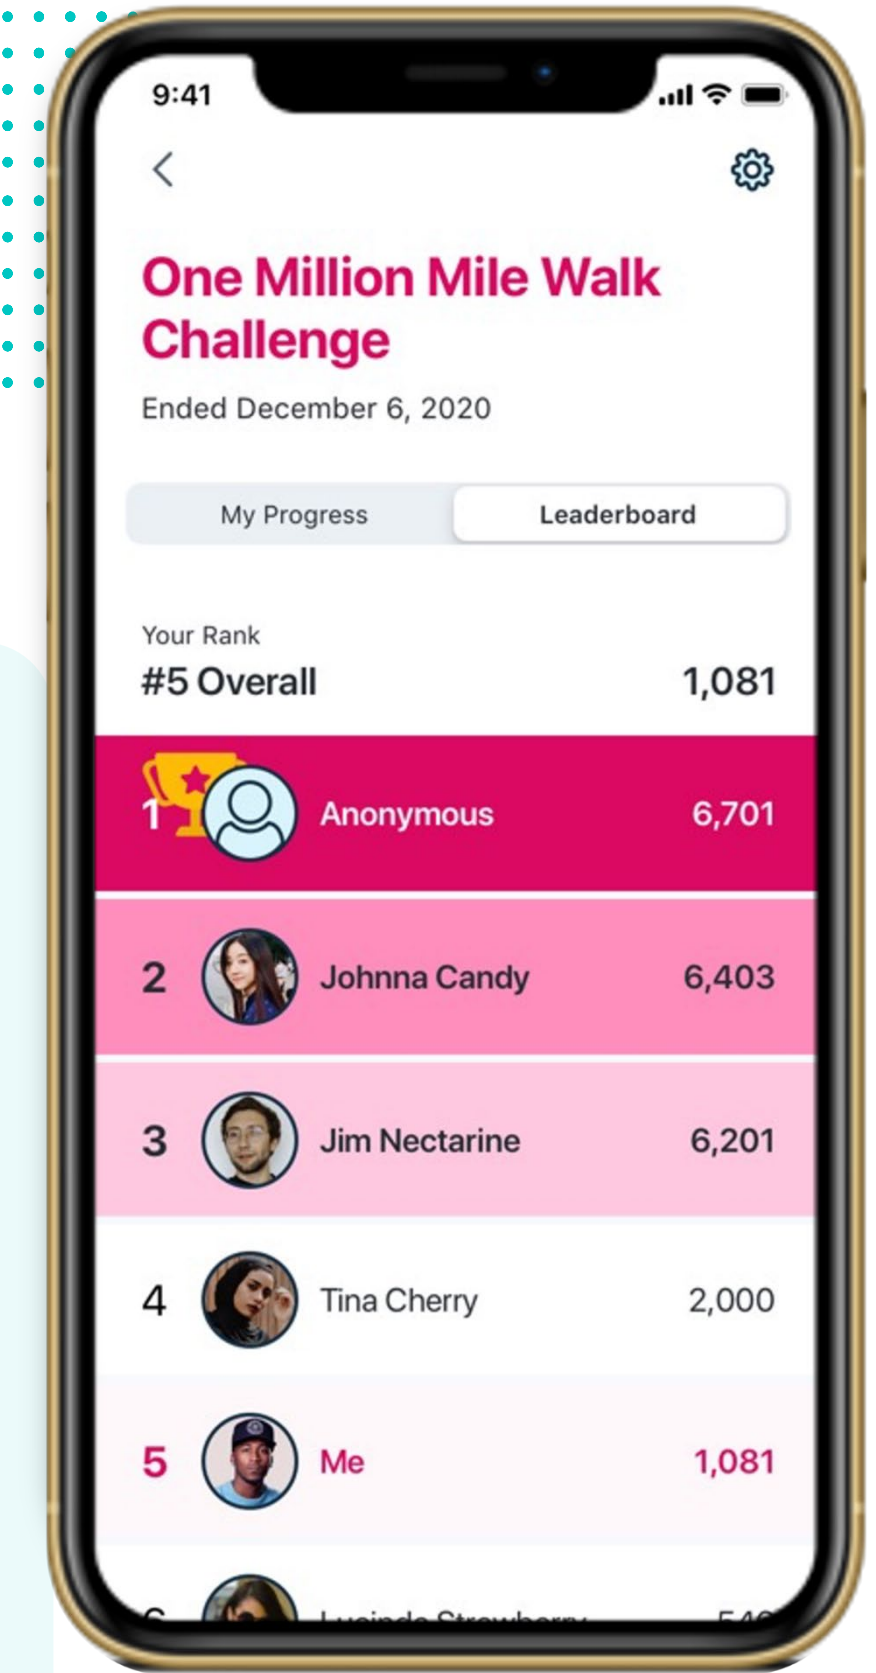 9:41
One Million Mile Walk
Challenge
Ended December 6, 2020
My Progress Leaderboard
Your Rank
#5 Overall 1,081
1 Anonymous 6,701
2 Johnna Candy 6,403
3 Jim Nectarine 6,201
4 Tina Cherry 2,000
5 Me 1,081